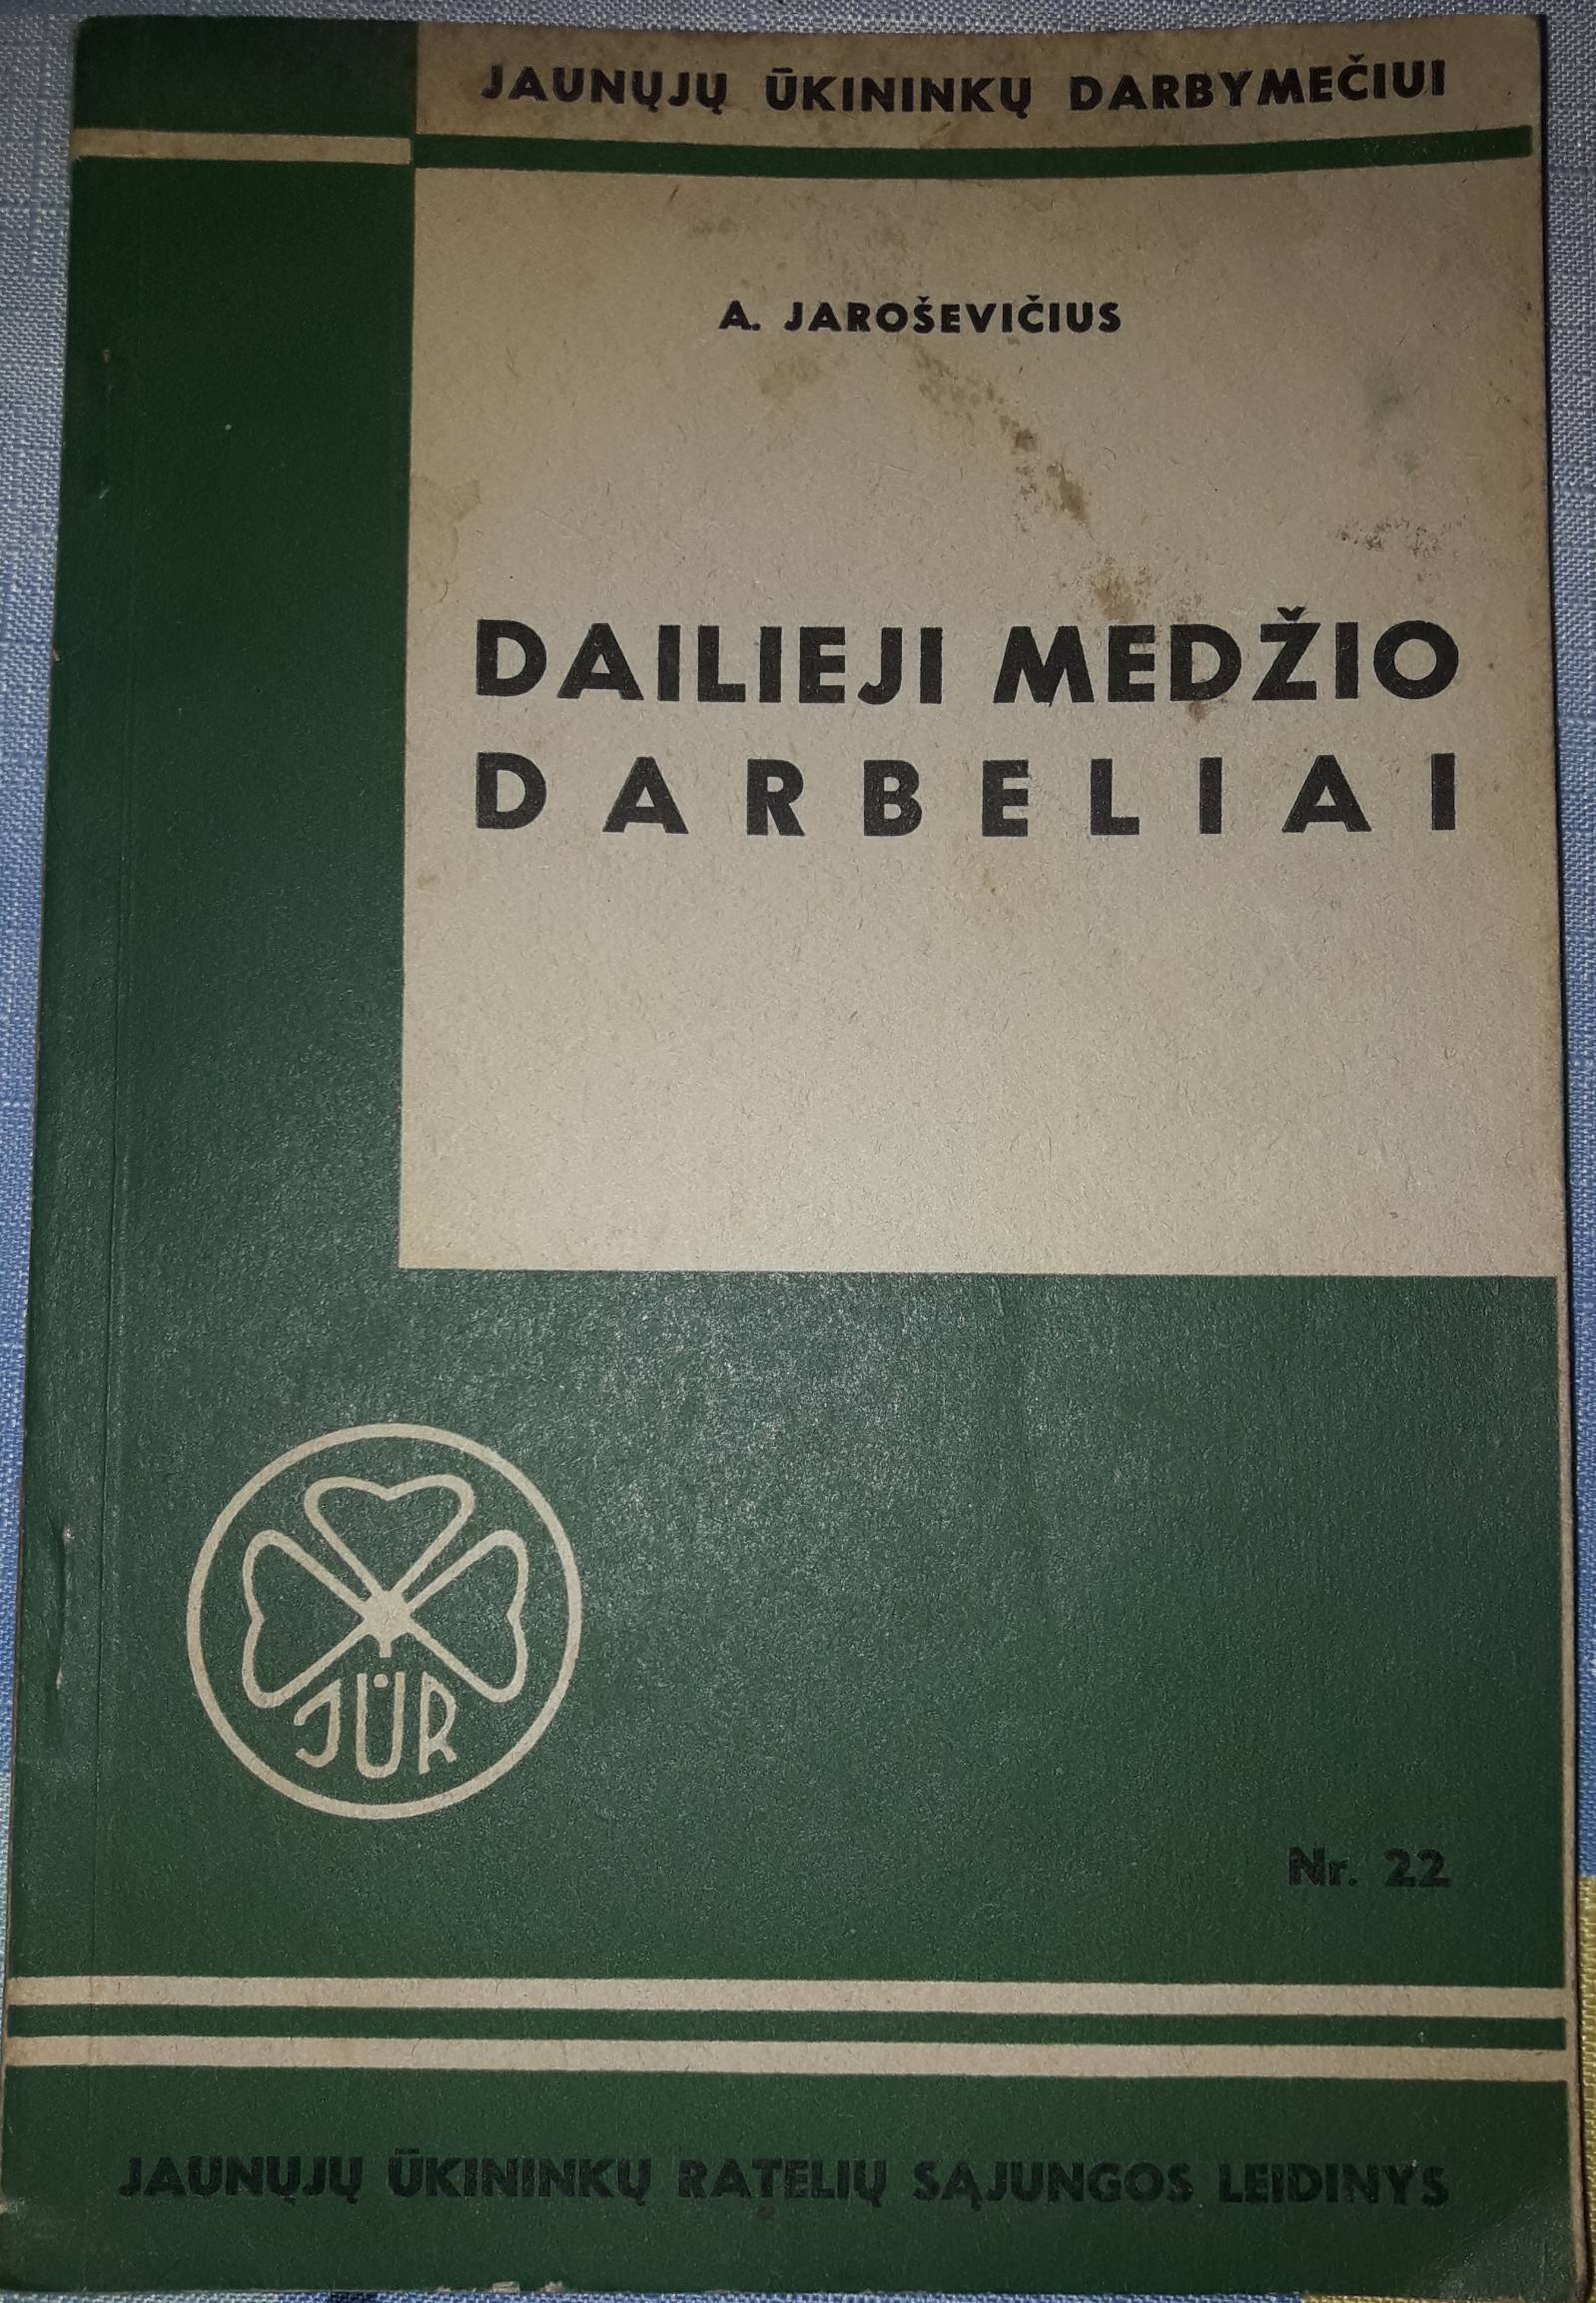 JAUNŲJŲ ŪKININKŲ DARBYMEČIUI
A. JAROŠEVIČIUS
DAILIEJI MEDŽIO
DARBELIAI
JŪR
Nr. 22
JAUNŲJŲ ŪKININKŲ RATELIŲ SĄJUNGOS LEIDINYS